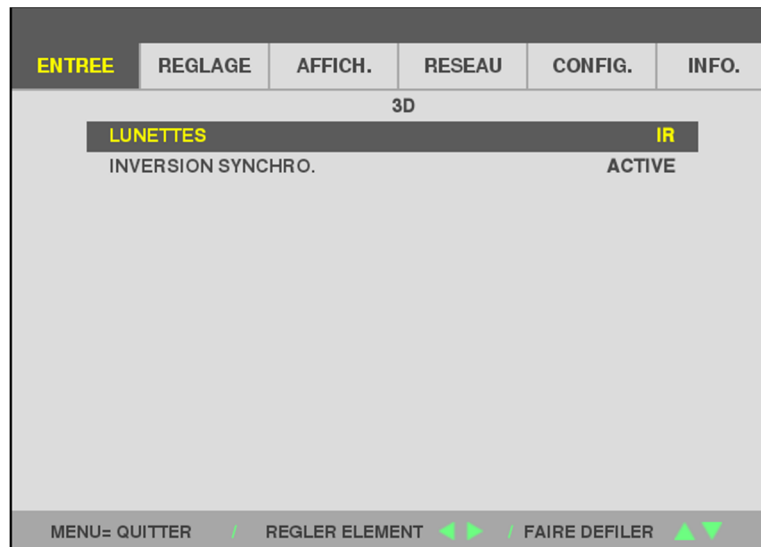 ENTREE REGLAGE AFFICH. RESEAU CONFIG. INFO.
3D
LUNETTES IR
INVERSION SYNCHRO. ACTIVE
MENU= QUITTER / REGLER ELEMENT ◀ ▶ / FAIRE DEFILER ▲ ▼